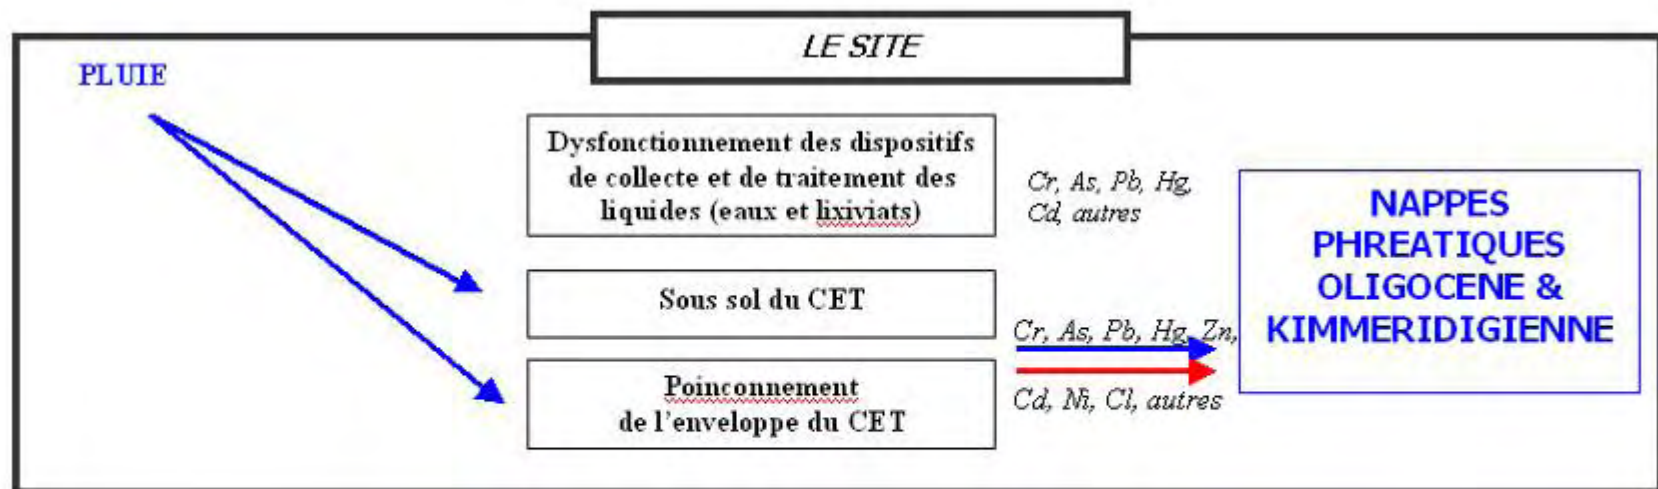 LE SITE
PLUIE
Dysfonctionnement des dispositifs
de collecte et de traitement des
liquides (eaux et lixiviats)
Cr, As, Pb, Hg,
Cd, autres
Sous sol du CET
Cr, As, Pb, Hg, Zn,
Cd, Ni, Cl, autres
Poinconnement
de l'enveloppe du CET
NAPPES
PHREATIQUES
OLIGOCENE &
KIMMERIDIGIENNE